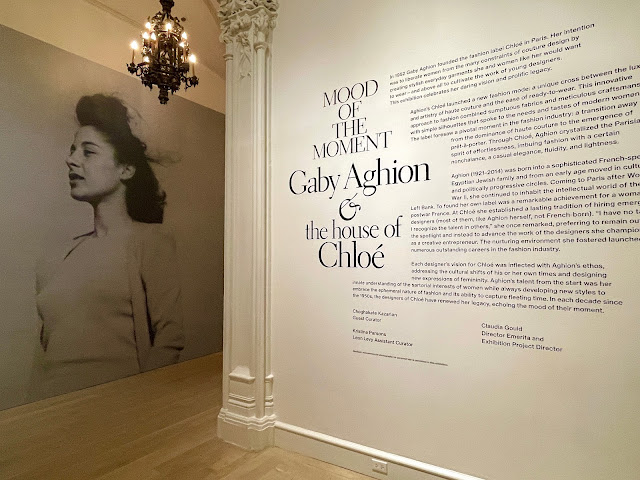 MOOD
OF
THE
MOMENT
Gaby Aghion
&
the house of
Chloé
In 1952 Gaby Aghion founded the fashion label Chloé in Paris. Her intention
was to liberate women from the many constraints of couture design by
creating stylish everyday garments she and women like her would want
to wear—and above all to cultivate the work of young designers.
This exhibition celebrates her daring vision and prolific legacy.
Aghion's Chloé launched a new fashion model: a unique cross between the lux
and artistry of haute couture and the ease of ready-to-wear. This innovative
approach to fashion combined sumptuous fabrics and meticulous craftsmans
with simple silhouettes that spoke to the needs and tastes of modern women
The label foresaw a pivotal moment in the fashion industry: a transition away
from the dominance of haute couture to the emergence of
prêt-à-porter. Through Chloé, Aghion crystallized the Parisian
spirit of effortlessness, imbuing fashion with a certain
nonchalance, a casual elegance, fluidity, and lightness.
Aghion (1921–2014) was born into a sophisticated French-spe
Egyptian Jewish family and from an early age moved in cultu
and politically progressive circles. Coming to Paris after Wo
War II, she continued to inhabit the intellectual world of the
Left Bank. To found her own label was a remarkable achievement for a woma
postwar France. At Chloé she established a lasting tradition of hiring emerg
designers (most of them, like Aghion herself, not French-born). "I have no t
I recognize the talent in others," she once remarked, preferring to remain ou
the spotlight and instead to advance the work of the designers she champion
as a creative entrepreneur. The nurturing environment she fostered launched
numerous outstanding careers in the fashion industry.
Each designer's vision for Chloé was inflected with Aghion's ethos,
addressing the cultural shifts of his or her own times and designing
new expressions of femininity. Aghion's talent from the start was her
innate understanding of the sartorial interests of women while always developing new styles to
embrace the ephemeral nature of fashion and its ability to capture fleeting time. In each decade since
the 1950s, the designers of Chloé have renewed her legacy, echoing the mood of their moment.
Choghakate Kazarian
Guest Curator
Kristina Parsons
Leon Levy Assistant Curator
Claudia Gould
Director Emerita and
Exhibition Project Director